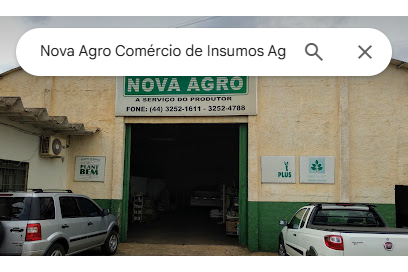 Nova Agro Comércio de Insumos Ag
NOVA AGRO
A SERVIÇO DO PRODUTOR
FONE: (44) 3252-1611 - 3252-4788
PLANT
BEM
PLUS